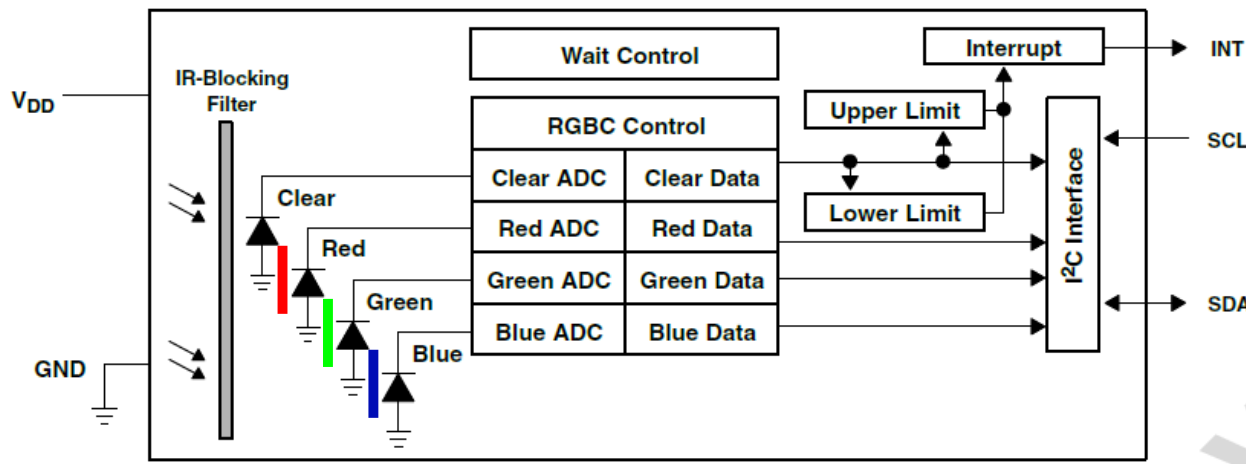 Wait Control
Interrupt
INT
IR-Blocking
Filter
V_DD
Upper Limit
RGBC Control
SCL
Clear ADC
Clear Data
Clear
Lower Limit
Red ADC
Red Data
Red
I²C Interface
Green ADC
Green Data
Green
SDA
Blue ADC
Blue Data
Blue
GND